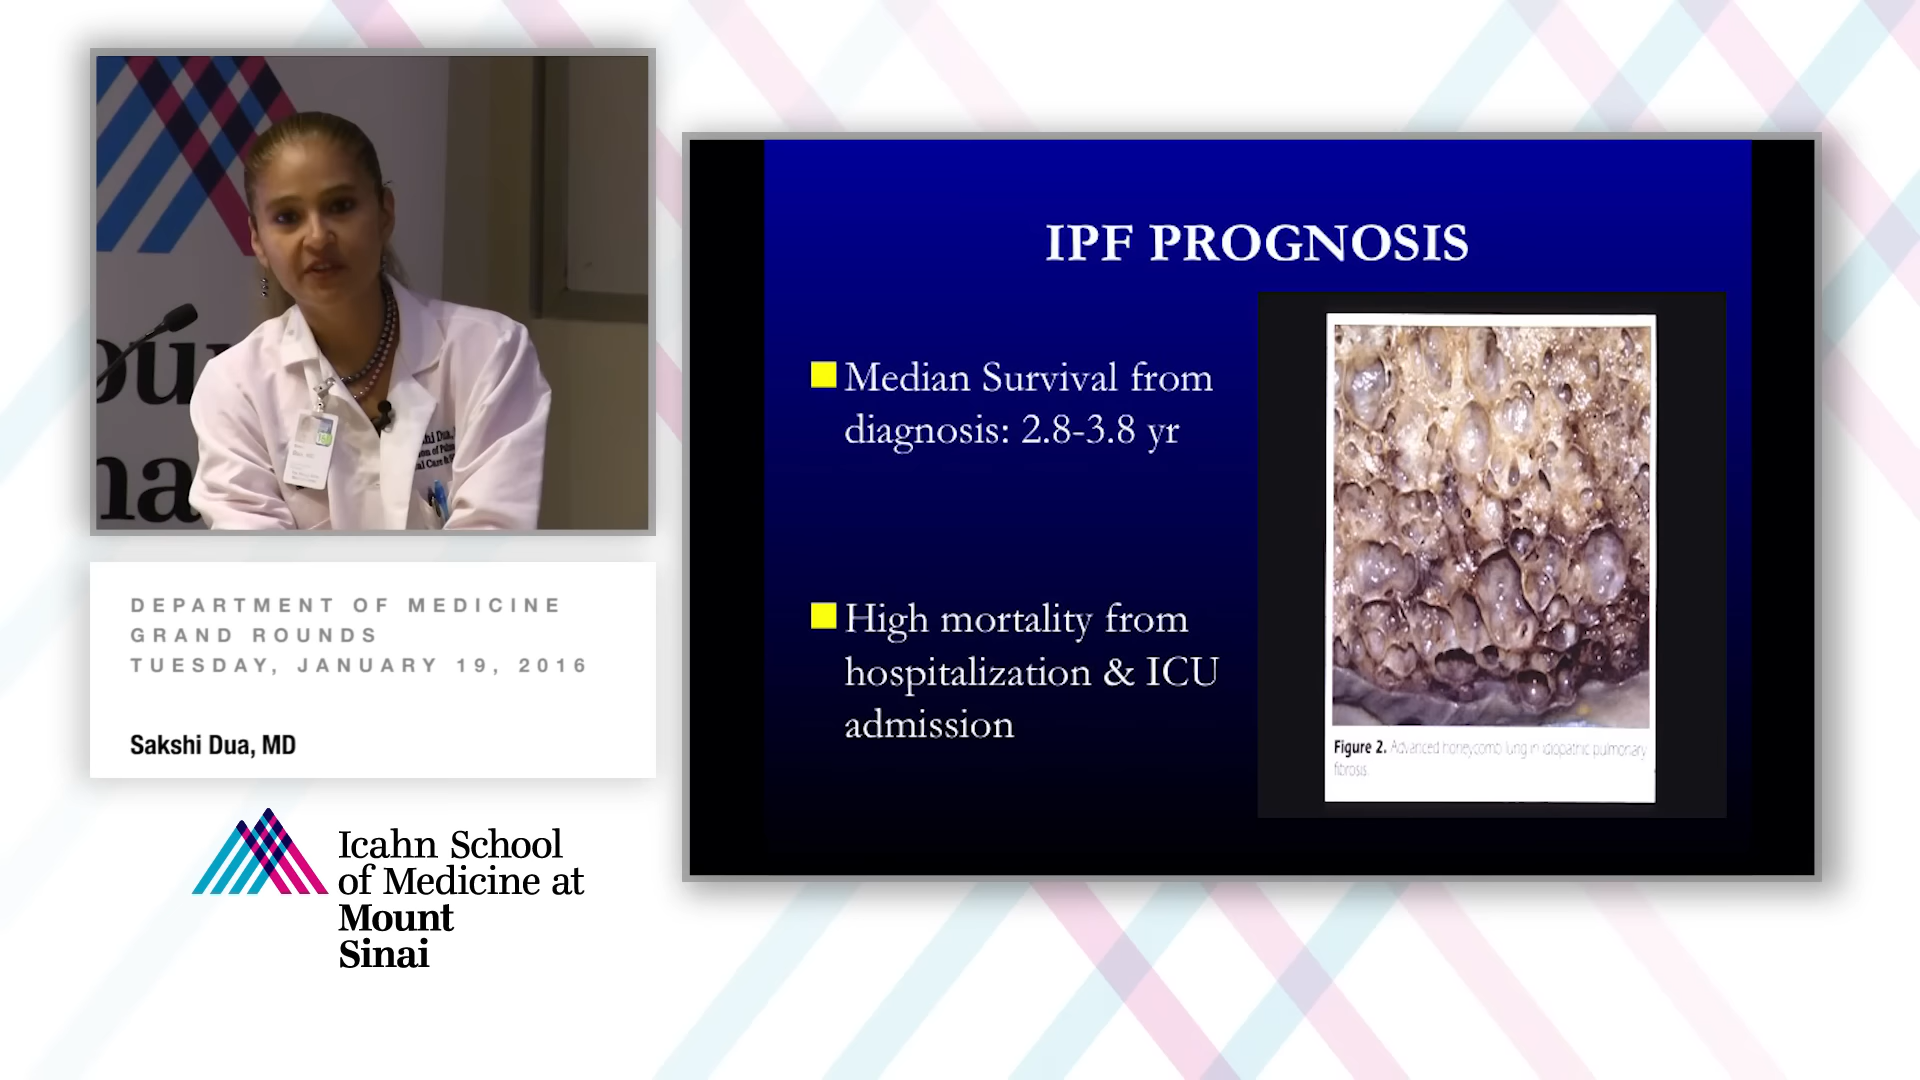 DEPARTMENT OF MEDICINE
GRAND ROUNDS
TUESDAY, JANUARY 19, 2016
Sakshi Dua, MD
Icahn School
of Medicine at
Mount
Sinai
IPF PROGNOSIS
Median Survival from
diagnosis: 2.8-3.8 yr
High mortality from
hospitalization & ICU
admission
Figure 2. Advanced honeycomb lung in idiopathic pulmonary
fibrosis.